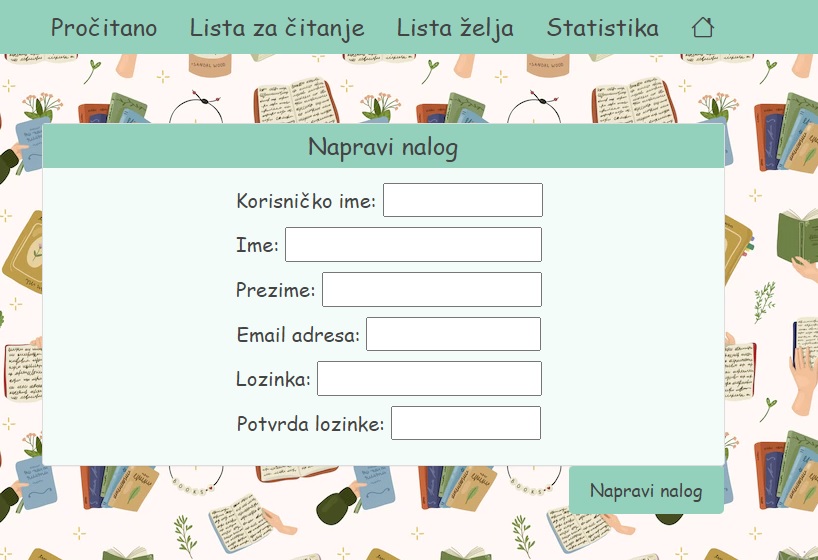 Pročitano Lista za čitanje Lista želja Statistika
Napravi nalog
Korisničko ime:
Ime:
Prezime:
Email adresa:
Lozinka:
Potvrda lozinke:
Napravi nalog
BOOKS